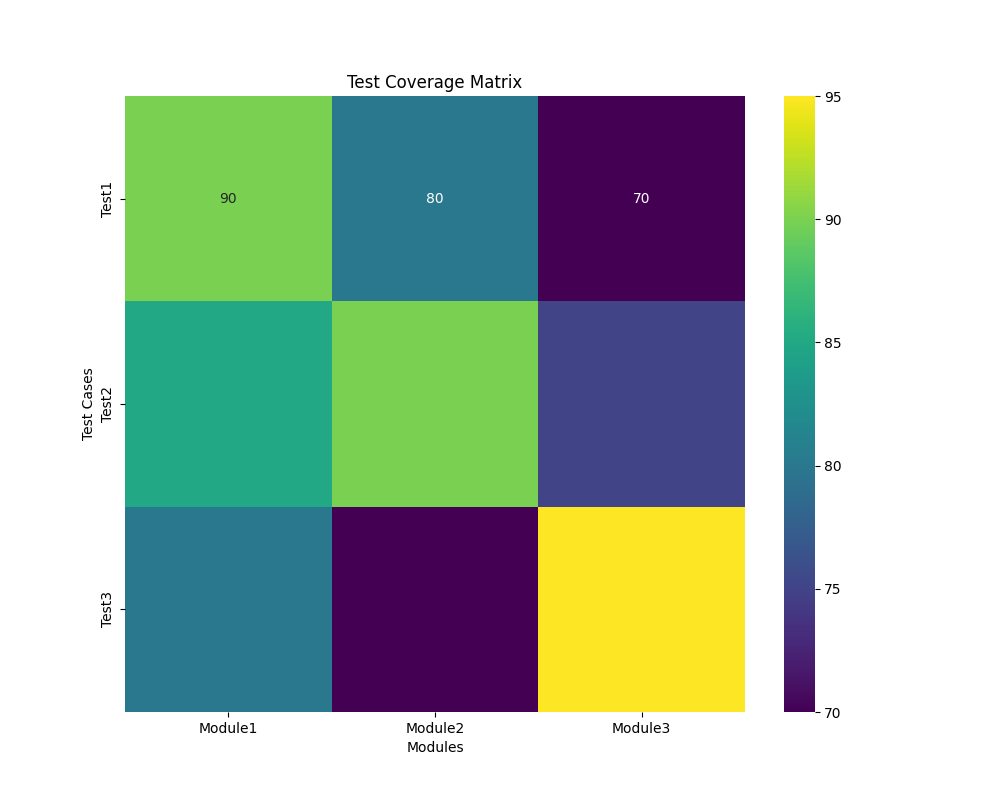 Test Coverage Matrix
Test Cases
Test1
90 80 70
Test2
Test3
Module1 Module2 Module3
Modules
95
90
85
80
75
70